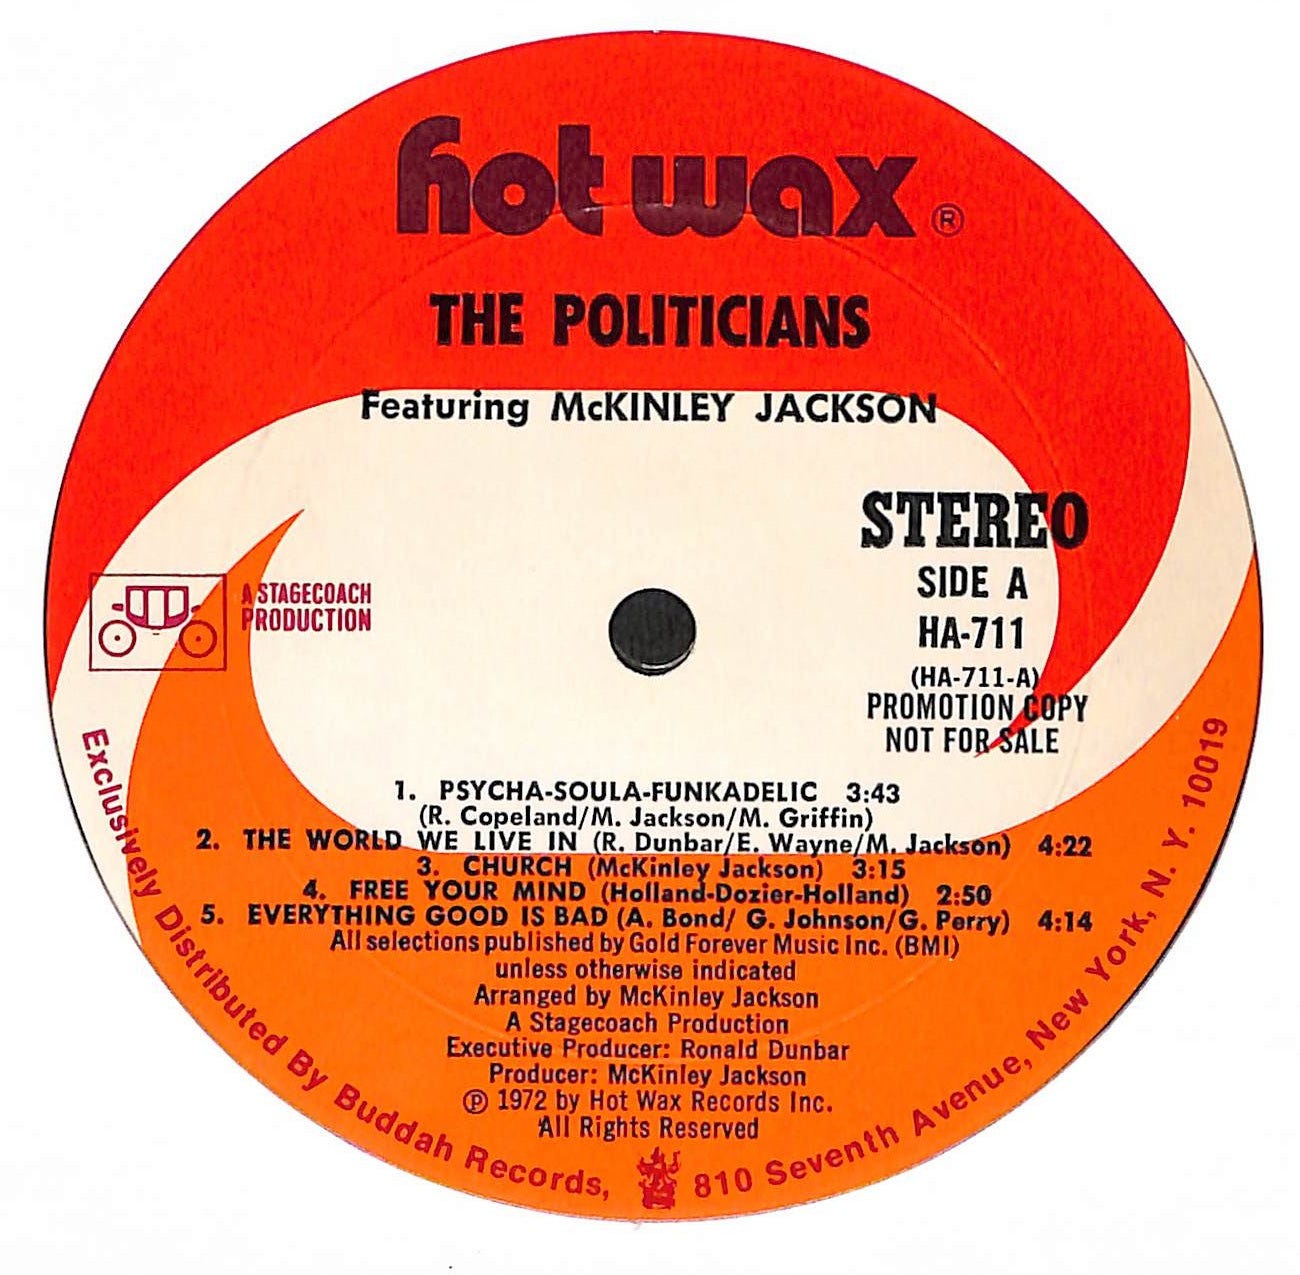 hot wax ®
THE POLITICIANS
Featuring McKINLEY JACKSON
STEREO
SIDE A
HA-711
(HA-711-A)
PROMOTION COPY
NOT FOR SALE
A STAGECOACH
PRODUCTION
1. PSYCHA-SOULA-FUNKADELIC 3:43
(R. Copeland/M. Jackson/M. Griffin)
2. THE WORLD WE LIVE IN (R. Dunbar/E. Wayne/M. Jackson) 4:22
3. CHURCH (McKinley Jackson) 3:15
4. FREE YOUR MIND (Holland-Dozier-Holland) 2:50
5. EVERYTHING GOOD IS BAD (A. Bond/ G. Johnson/G. Perry) 4:14
All selections published by Gold Forever Music Inc. (BMI)
unless otherwise indicated
Arranged by McKinley Jackson
A Stagecoach Production
Executive Producer: Ronald Dunbar
Producer: McKinley Jackson
℗ 1972 by Hot Wax Records Inc.
All Rights Reserved
Exclusively Distributed By Buddah Records, 810 Seventh Avenue, New York, N. Y. 10019